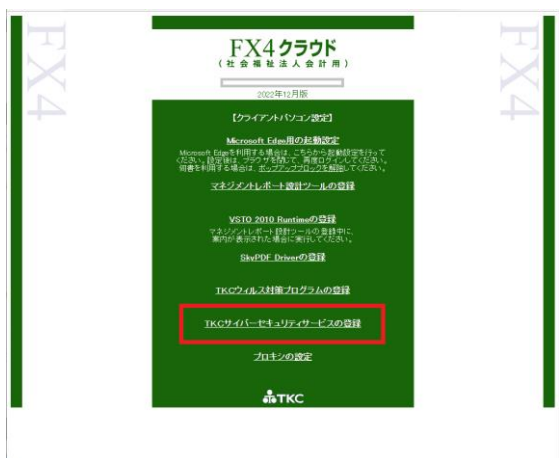 FX4
FX4
FX4クラウド
(社会福祉法人会計用)
2022年12月版
【クライアントパソコン設定】
Microsoft Edge用の起動設定
Microsoft Edgeを利用する場合は、こちらから起動設定を行って
ください。設定後は、ブラウザを閉じて、再度ログインしてください。
何書を利用する場合は、ポップアップブロックを解除してください。
マネジメントレポート設計ツールの登録
VSTO 2010 Runtimeの登録
マネジメントレポート設計ツールの登録中に、
案内が表示された場合に実行してください。
SkyPDF Driverの登録
TKCウィルス対策プログラムの登録
TKCサイバーセキュリティサービスの登録
プロキシの設定
TKC